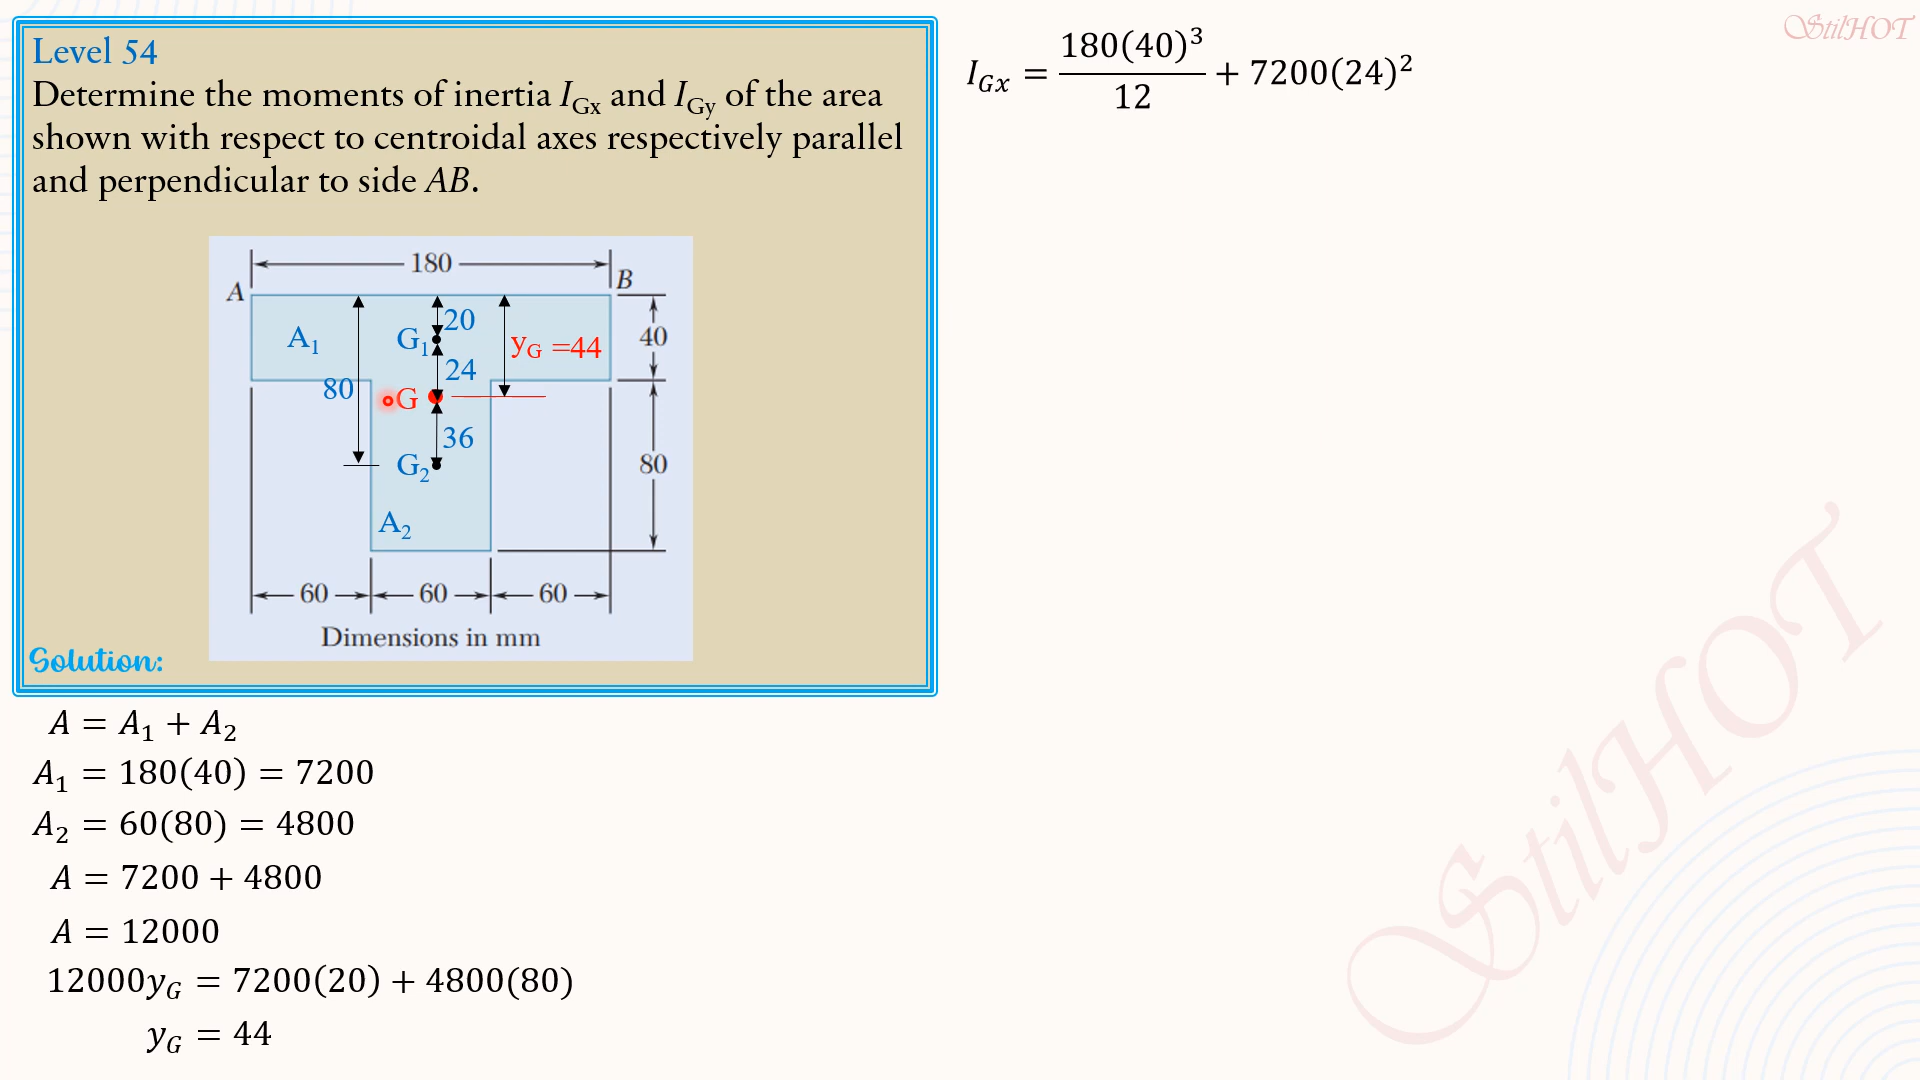 StilHOT
Level 54
Determine the moments of inertia I_Gx and I_Gy of the area
shown with respect to centroidal axes respectively parallel
and perpendicular to side AB.
180
A
B
A₁
G₁
20
y_G =44
40
80
24
G
36
G₂
80
A₂
60
60
60
Dimensions in mm
Solution:
A = A₁ + A₂
A₁ = 180(40) = 7200
A₂ = 60(80) = 4800
A = 7200 + 4800
A = 12000
12000y_G = 7200(20) + 4800(80)
y_G = 44
I_Gx = 180(40)³/12 + 7200(24)²
StilHOT